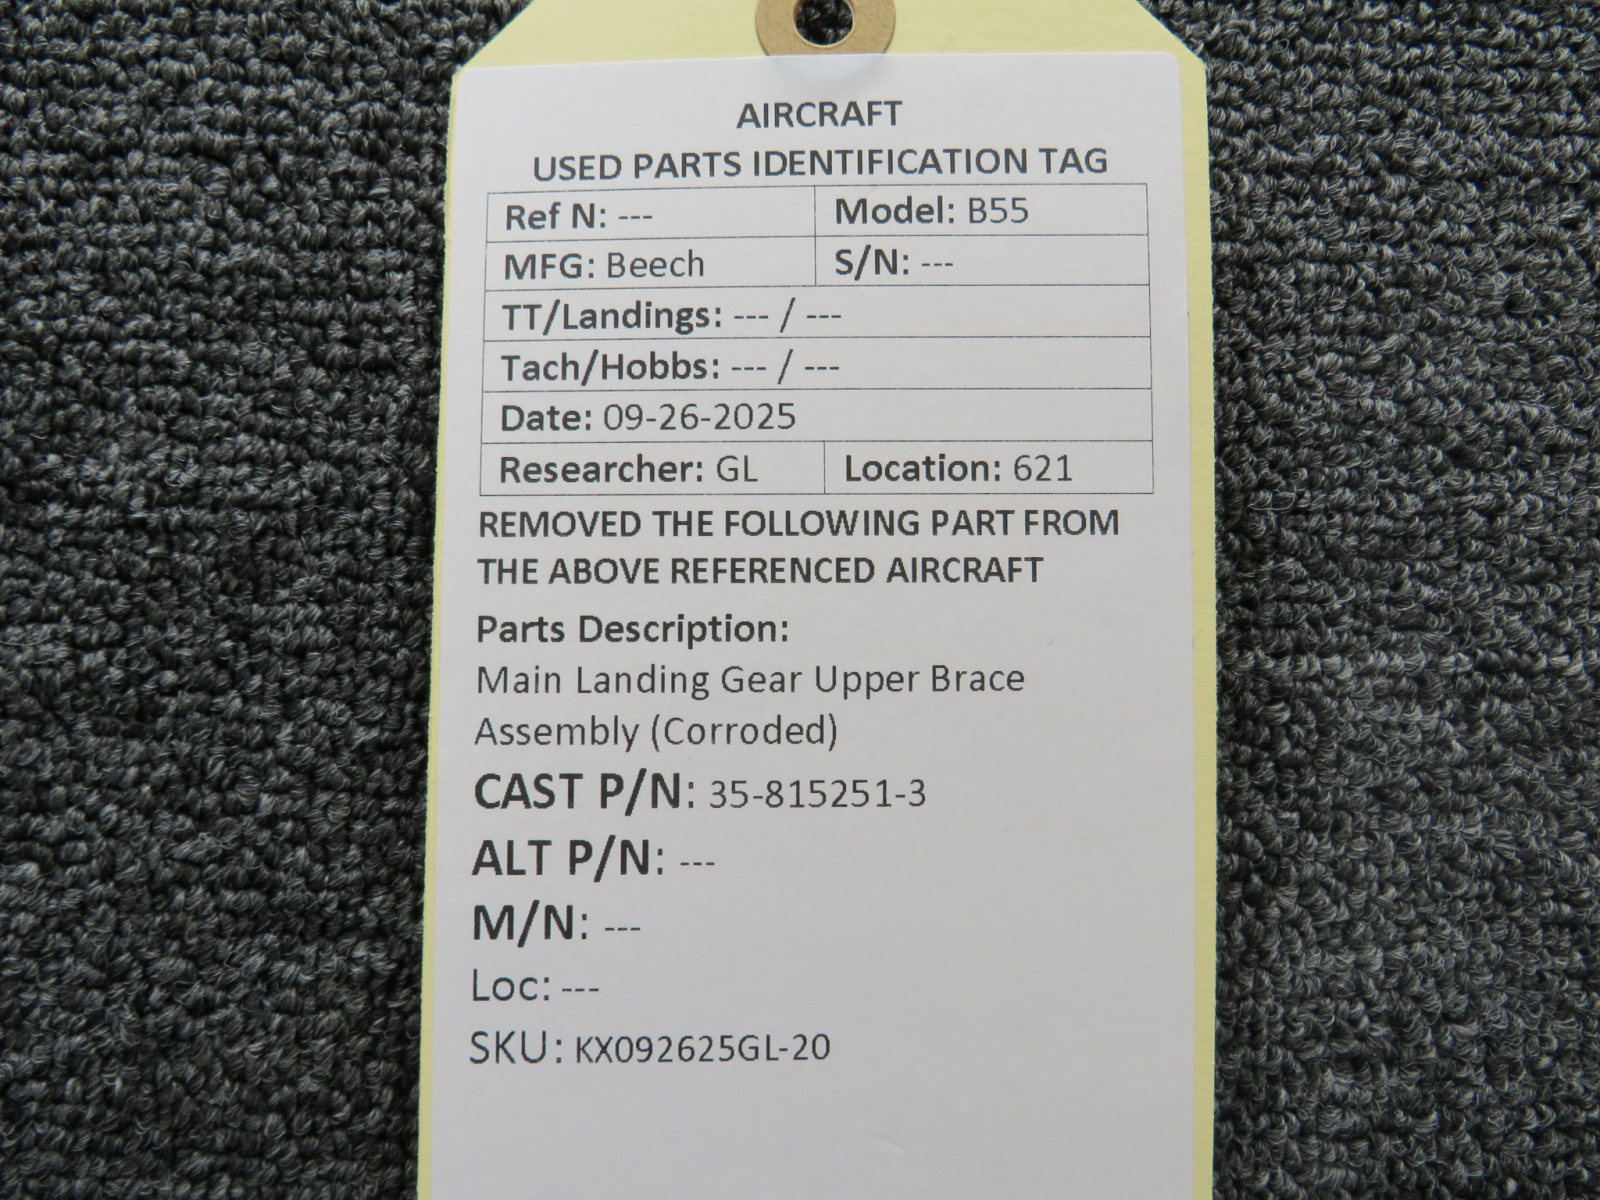 AIRCRAFT
USED PARTS IDENTIFICATION TAG
Ref N: --- Model: B55
MFG: Beech S/N: ---
TT/Landings: --- / ---
Tach/Hobbs: --- / ---
Date: 09-26-2025
Researcher: GL Location: 621
REMOVED THE FOLLOWING PART FROM
THE ABOVE REFERENCED AIRCRAFT
Parts Description:
Main Landing Gear Upper Brace
Assembly (Corroded)
CAST P/N: 35-815251-3
ALT P/N: ---
M/N: ---
Loc: ---
SKU: KX092625GL-20